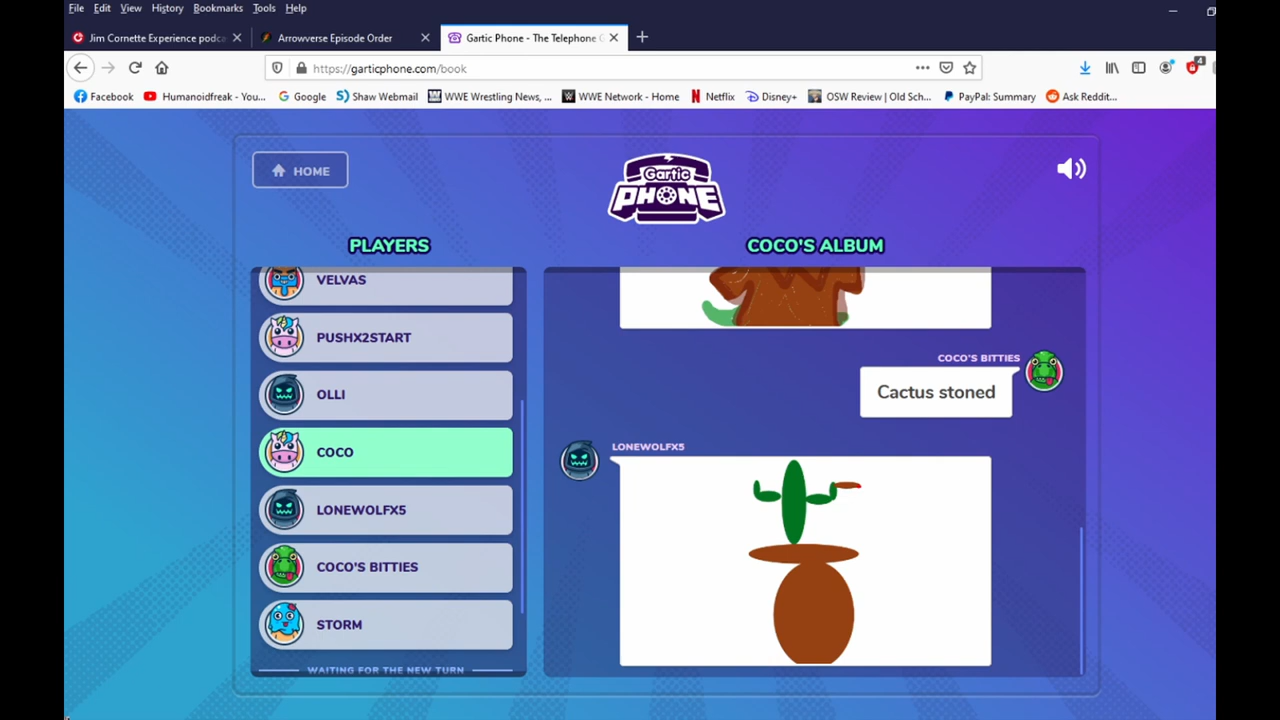 File Edit View History Bookmarks Tools Help
Jim Cornette Experience podca
Arrowverse Episode Order
Gartic Phone - The Telephone G
https://garticphone.com/book
4
Facebook
Humanoidfreak - You...
Google
Shaw Webmail
WWE Wrestling News, ...
WWE Network - Home
Netflix
Disney+
OSW Review | Old Sch...
PayPal: Summary
Ask Reddit...
HOME
Gartic
PHONE
PLAYERS
COCO'S ALBUM
VELVAS
PUSHX2START
OLLI
COCO
LONEWOLFX5
COCO'S BITTIES
STORM
WAITING FOR THE NEW TURN
COCO'S BITTIES
Cactus stoned
LONEWOLFX5